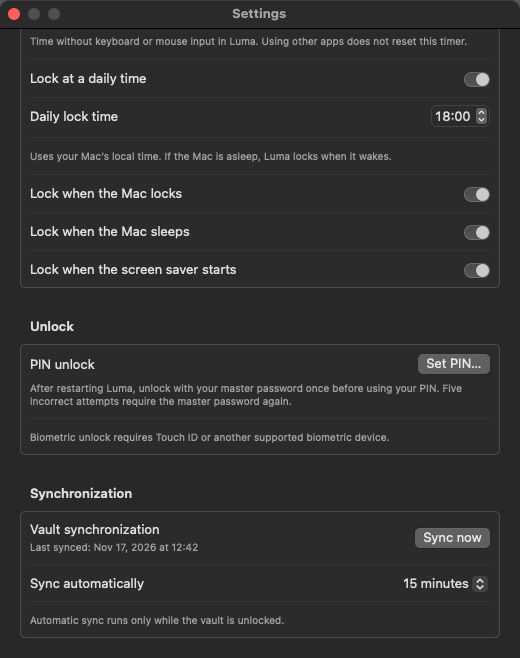 Settings
Time without keyboard or mouse input in Luma. Using other apps does not reset this timer.
Lock at a daily time
Daily lock time
18:00
Uses your Mac's local time. If the Mac is asleep, Luma locks when it wakes.
Lock when the Mac locks
Lock when the Mac sleeps
Lock when the screen saver starts
Unlock
PIN unlock
Set PIN...
After restarting Luma, unlock with your master password once before using your PIN. Five
incorrect attempts require the master password again.
Biometric unlock requires Touch ID or another supported biometric device.
Synchronization
Vault synchronization
Last synced: Nov 17, 2026 at 12:42
Sync now
Sync automatically
15 minutes
Automatic sync runs only while the vault is unlocked.